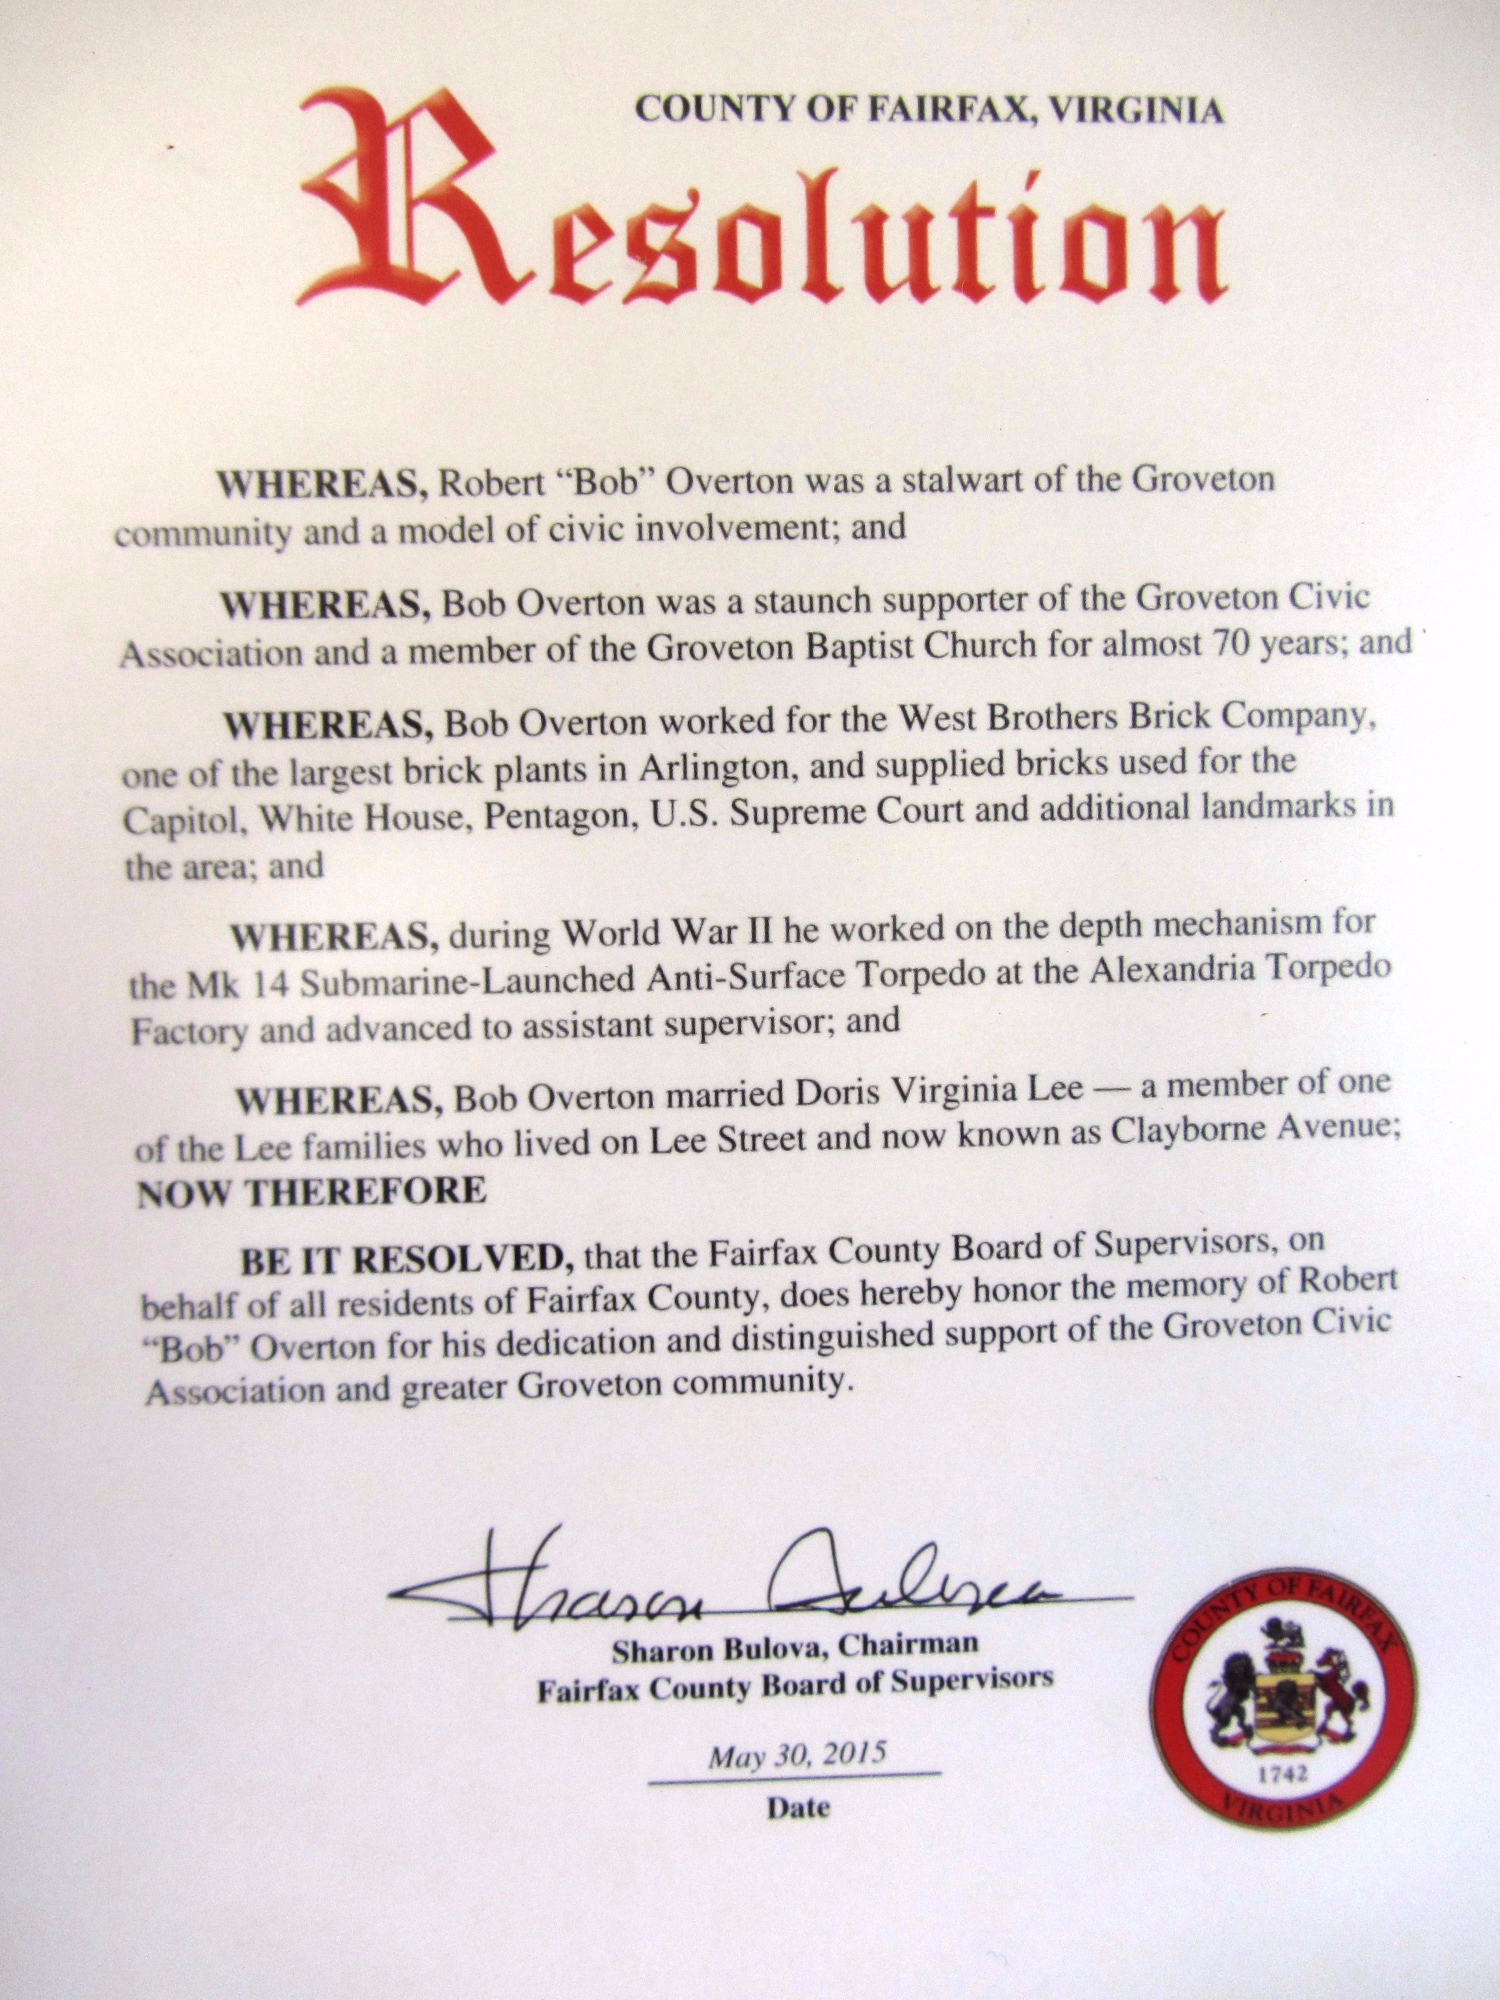 COUNTY OF FAIRFAX, VIRGINIA
Resolution
WHEREAS, Robert “Bob” Overton was a stalwart of the Groveton
community and a model of civic involvement; and
WHEREAS, Bob Overton was a staunch supporter of the Groveton Civic
Association and a member of the Groveton Baptist Church for almost 70 years; and
WHEREAS, Bob Overton worked for the West Brothers Brick Company,
one of the largest brick plants in Arlington, and supplied bricks used for the
Capitol, White House, Pentagon, U.S. Supreme Court and additional landmarks in
the area; and
WHEREAS, during World War II he worked on the depth mechanism for
the Mk 14 Submarine-Launched Anti-Surface Torpedo at the Alexandria Torpedo
Factory and advanced to assistant supervisor; and
WHEREAS, Bob Overton married Doris Virginia Lee — a member of one
of the Lee families who lived on Lee Street and now known as Clayborne Avenue;
NOW THEREFORE
BE IT RESOLVED, that the Fairfax County Board of Supervisors, on
behalf of all residents of Fairfax County, does hereby honor the memory of Robert
“Bob” Overton for his dedication and distinguished support of the Groveton Civic
Association and greater Groveton community.
Sharon Bulova
Sharon Bulova, Chairman
Fairfax County Board of Supervisors
May 30, 2015
Date
COUNTY OF FAIRFAX
1742
VIRGINIA